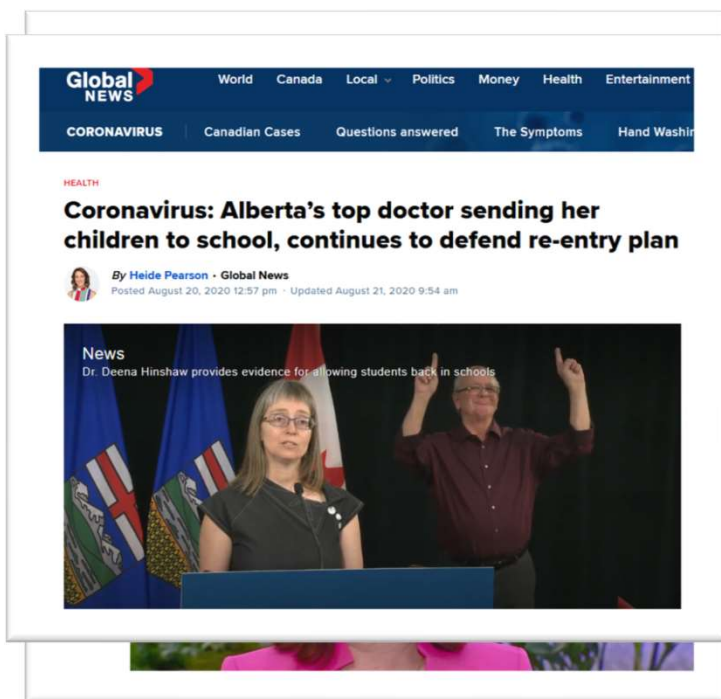 Global
NEWS
World Canada Local Politics Money Health Entertainment
CORONAVIRUS Canadian Cases Questions answered The Symptoms Hand Washin
HEALTH
Coronavirus: Alberta's top doctor sending her
children to school, continues to defend re-entry plan
By Heide Pearson · Global News
Posted August 20, 2020 12:57 pm · Updated August 21, 2020 9:54 am
News
Dr. Deena Hinshaw provides evidence for allowing students back in schools